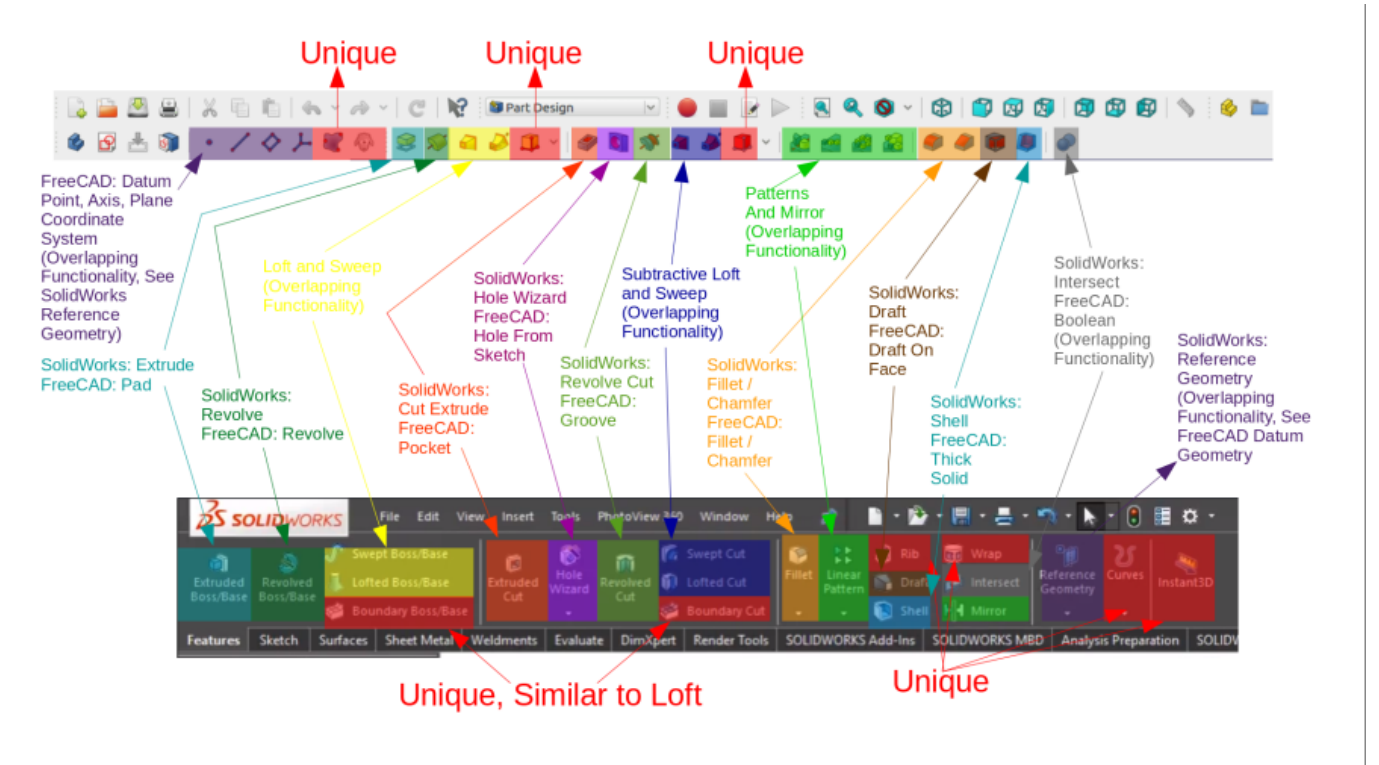 Unique
Unique
Unique
Part Design
FreeCAD: Datum
Point, Axis, Plane
Coordinate
System
(Overlapping
Functionality, See
SolidWorks
Reference
Geometry)
SolidWorks: Extrude
FreeCAD: Pad
SolidWorks:
Revolve
FreeCAD: Revolve
Loft and Sweep
(Overlapping
Functionality)
SolidWorks:
Cut Extrude
FreeCAD:
Pocket
SolidWorks:
Hole Wizard
FreeCAD:
Hole From
Sketch
SolidWorks:
Revolve Cut
FreeCAD:
Groove
Subtractive Loft
and Sweep
(Overlapping
Functionality)
Patterns
And Mirror
(Overlapping
Functionality)
SolidWorks:
Fillet /
Chamfer
FreeCAD:
Fillet /
Chamfer
SolidWorks:
Draft
FreeCAD:
Draft On
Face
SolidWorks:
Shell
FreeCAD:
Thick
Solid
SolidWorks:
Intersect
FreeCAD:
Boolean
(Overlapping
Functionality)
SolidWorks:
Reference
Geometry
(Overlapping
Functionality, See
FreeCAD Datum
Geometry
SOLIDWORKS File Edit View Insert Tools PhotoView 360 Window Help
Extruded
Boss/Base
Revolved
Boss/Base
Swept Boss/Base
Lofted Boss/Base
Boundary Boss/Base
Extruded
Cut
Hole
Wizard
Revolved
Cut
Swept Cut
Lofted Cut
Boundary Cut
Fillet
Linear
Pattern
Rib
Draft
Shell
Wrap
Intersect
Mirror
Reference
Geometry
Curves
Instant3D
Features Sketch Surfaces Sheet Metal Weldments Evaluate DimXpert Render Tools SOLIDWORKS Add-Ins SOLIDWORKS MBD Analysis Preparation SOLIDW
Unique, Similar to Loft
Unique